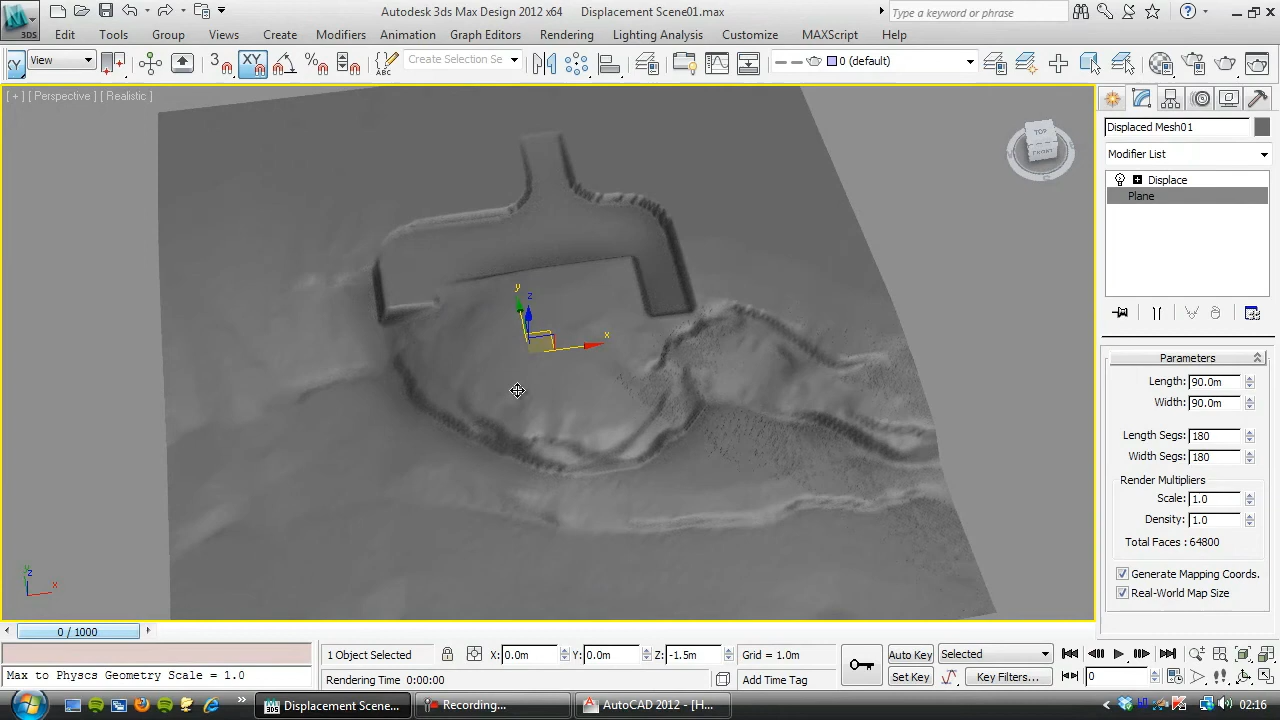 Autodesk 3ds Max Design 2012 x64 Displacement Scene01.max
Type a keyword or phrase
3DS
Edit Tools Group Views Create Modifiers Animation Graph Editors Rendering Lighting Analysis Customize MAXScript Help
View
3
XY
%
ABC
Create Selection Se
0 (default)
[ + ] [ Perspective ] [ Realistic ]
TOP
FRONT
Displaced Mesh01
Modifier List
Displace
Plane
y
z
x
Parameters
Length: 90.0m
Width: 90.0m
Length Segs: 180
Width Segs: 180
Render Multipliers
Scale: 1.0
Density: 1.0
Total Faces : 64800
Generate Mapping Coords.
Real-World Map Size
z
x
0 / 1000
1 Object Selected
X: 0.0m
Y: 0.0m
Z: -1.5m
Grid = 1.0m
Auto Key
Selected
Max to Physcs Geometry Scale = 1.0
Rendering Time 0:00:00
Add Time Tag
Set Key
Key Filters...
0
Displacement Scene...
Recording...
AutoCAD 2012 - [H...
02:16